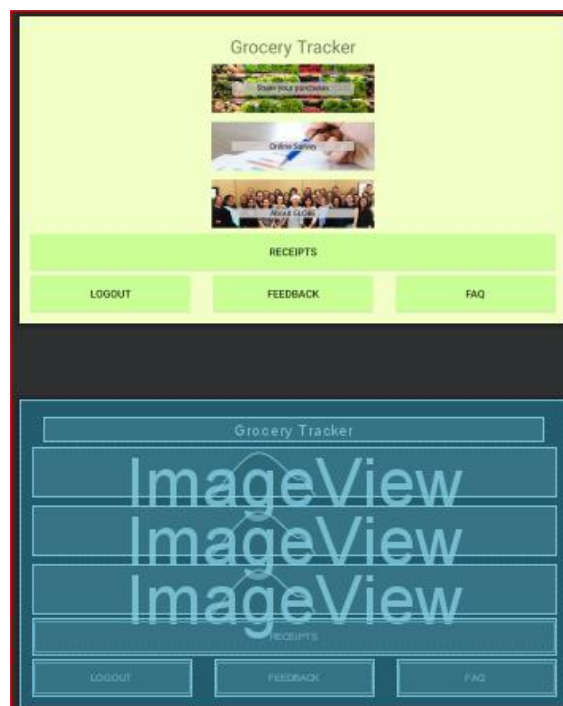 Grocery Tracker
Share your purchases
Online Survey
About GLOBE
RECEIPTS
LOGOUT FEEDBACK FAQ
Grocery Tracker
ImageView
ImageView
ImageView
RECEIPTS
LOGOUT FEEDBACK FAQ